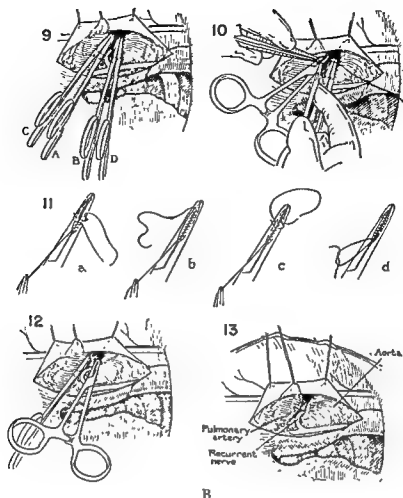 9
10
C
A
B
D
11
a
b
c
d
12
13
Aorta
Pulmonary
artery
Recurrent
nerve
B